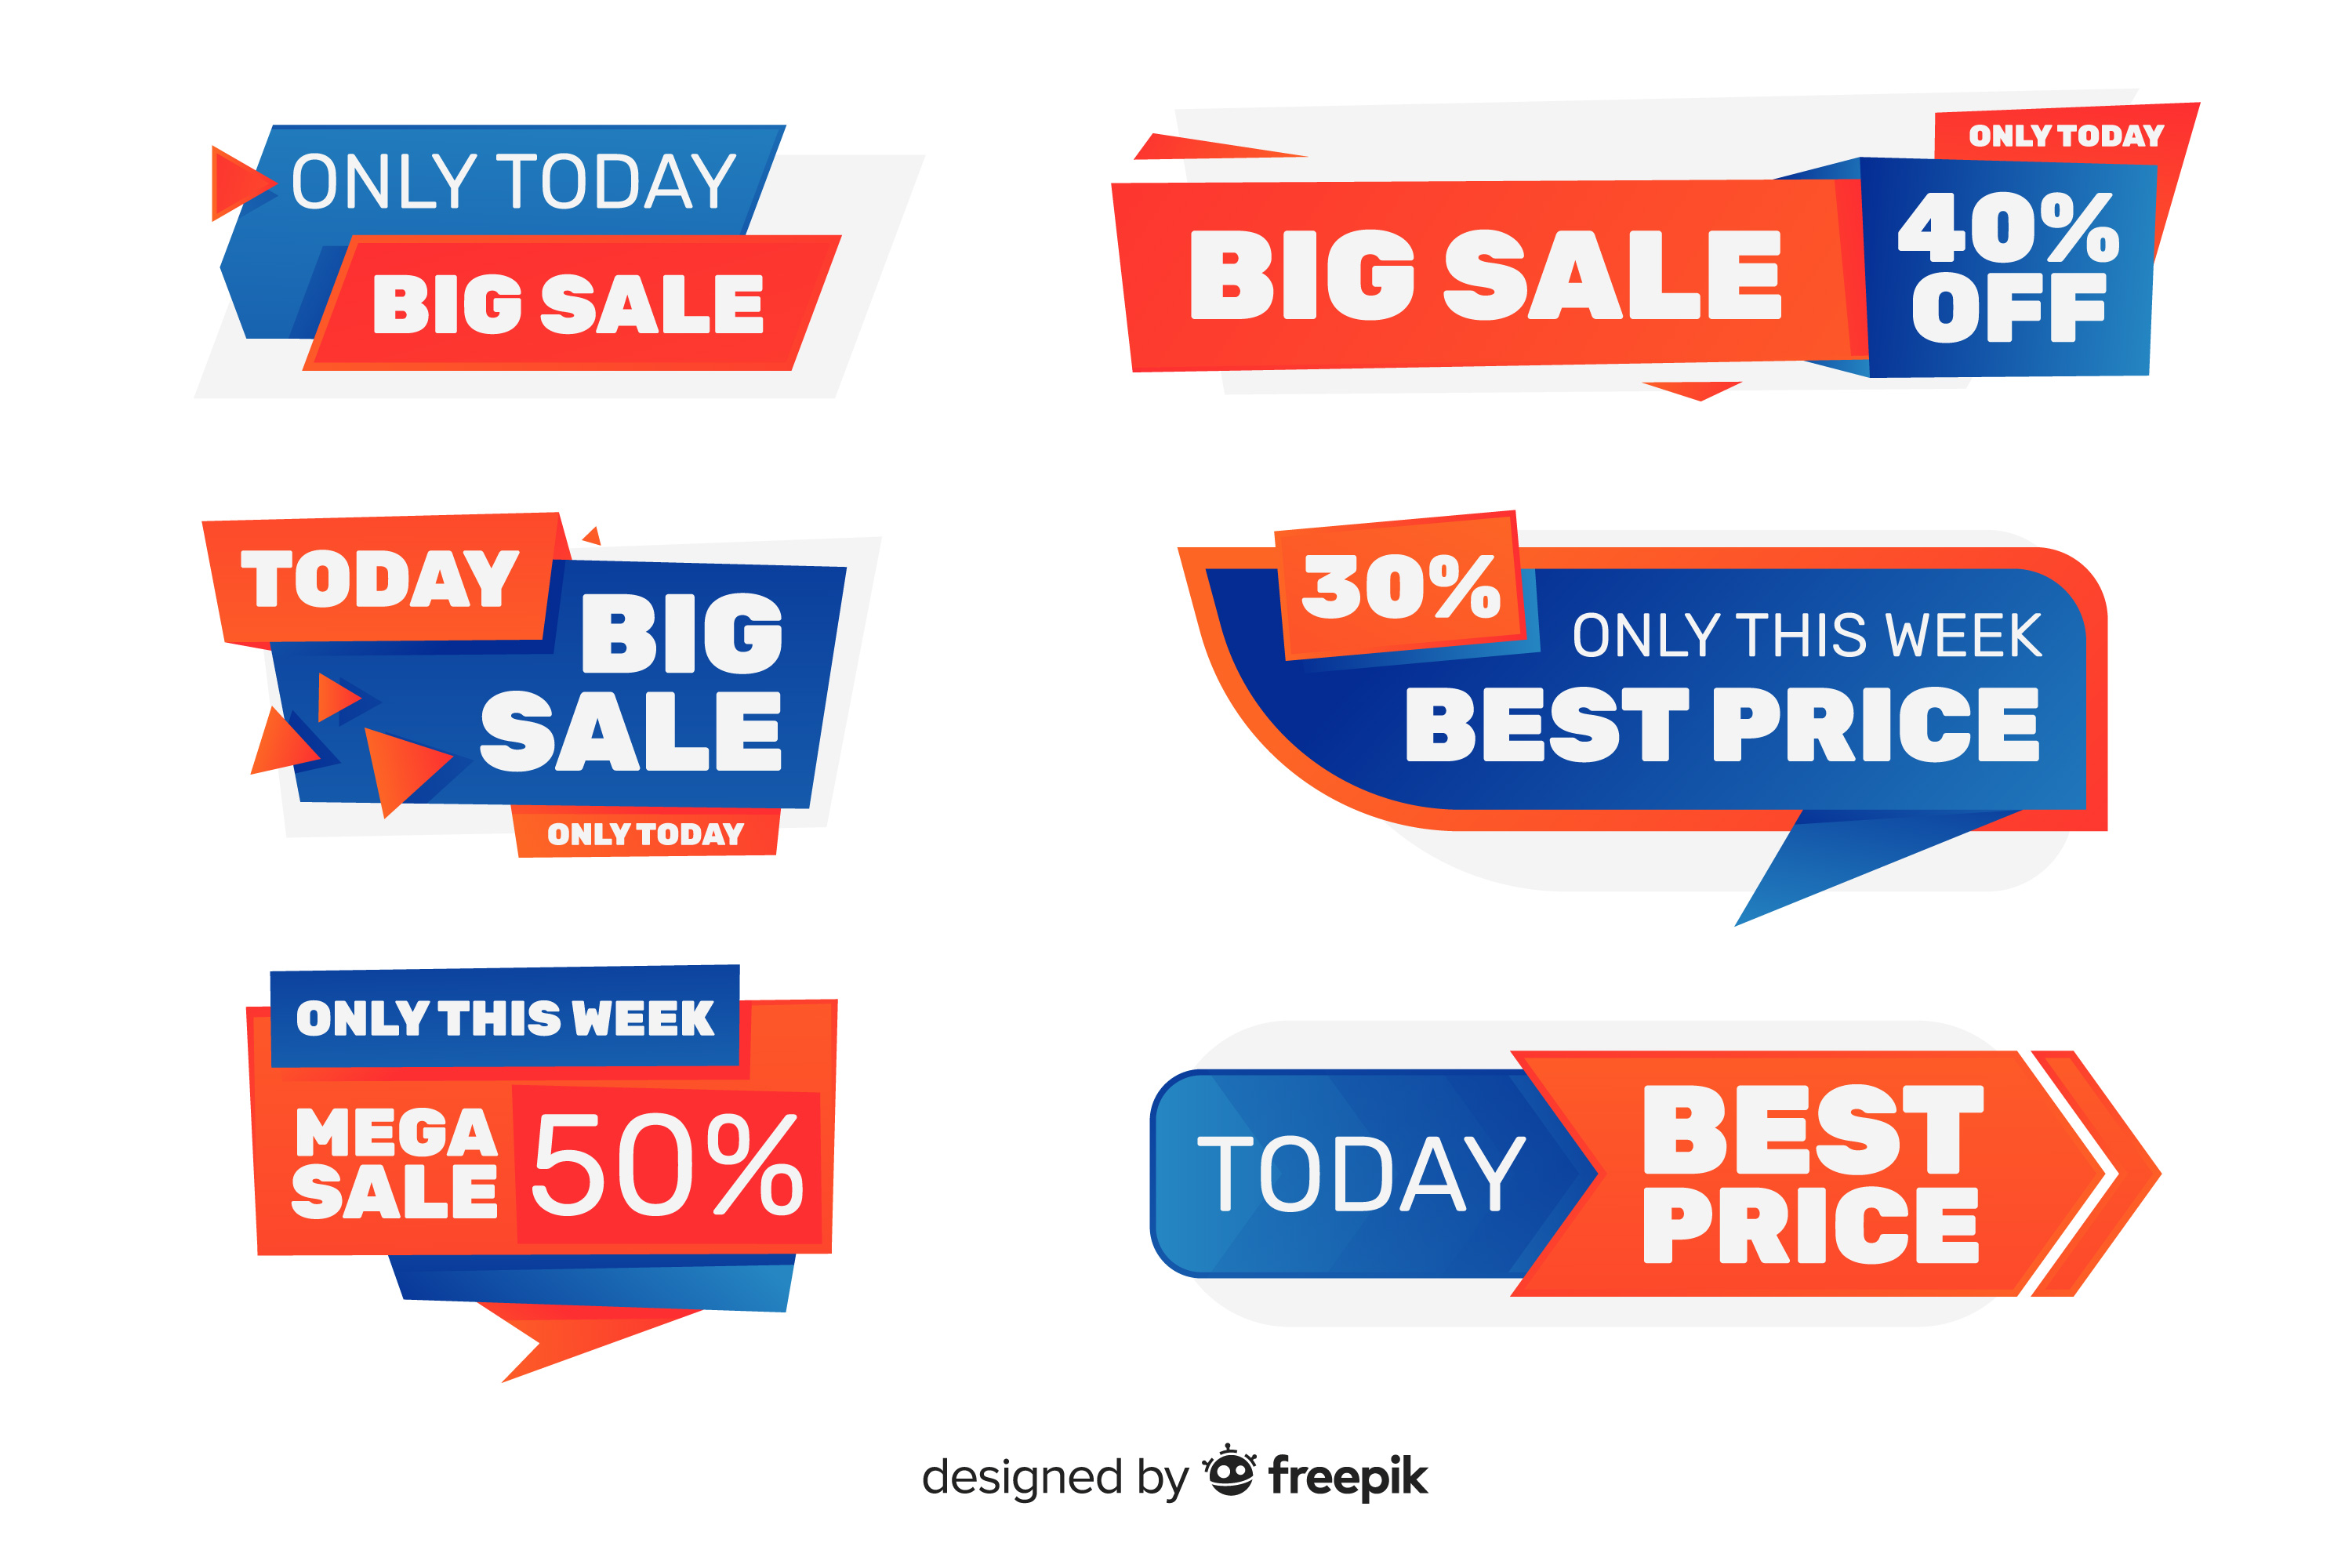 ONLY TODAY
BIG SALE
BIG SALE
ONLY TODAY
40%
OFF
TODAY
BIG
SALE
ONLY TODAY
30%
ONLY THIS WEEK
BEST PRICE
ONLY THIS WEEK
MEGA
SALE
50%
TODAY
BEST
PRICE
designed by freepik